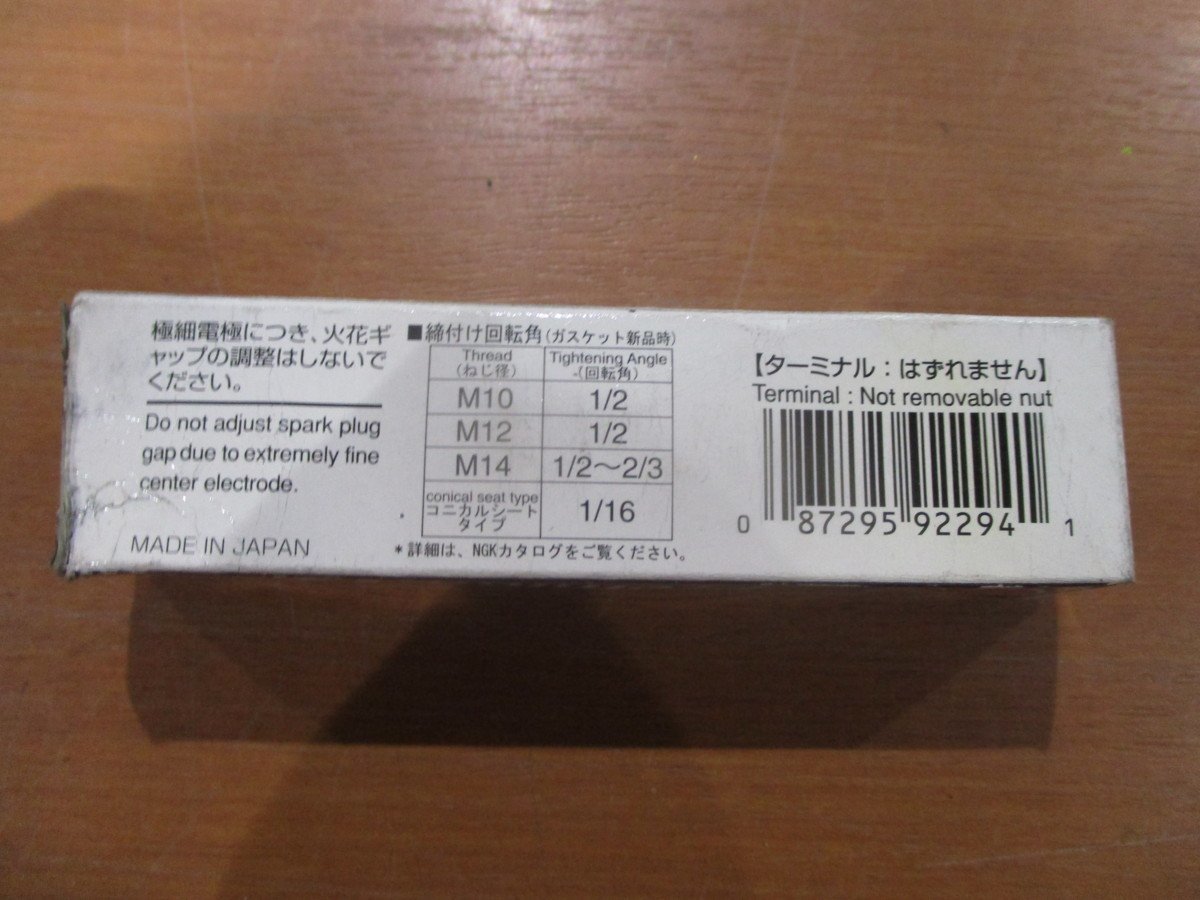 極細電極につき、火花ギ
ャップの調整はしないで
ください。
Do not adjust spark plug
gap due to extremely fine
center electrode.
MADE IN JAPAN
■締付け回転角(ガスケット新品時)
Thread Tightening Angle
(ねじ径) (回転角)
M10 1/2
M12 1/2
M14 1/2〜2/3
conical seat type
コニカルシート
タイプ 1/16
*詳細は、NGKカタログをご覧ください。
【ターミナル:はずれません】
Terminal : Not removable nut
0 87295 92294 1